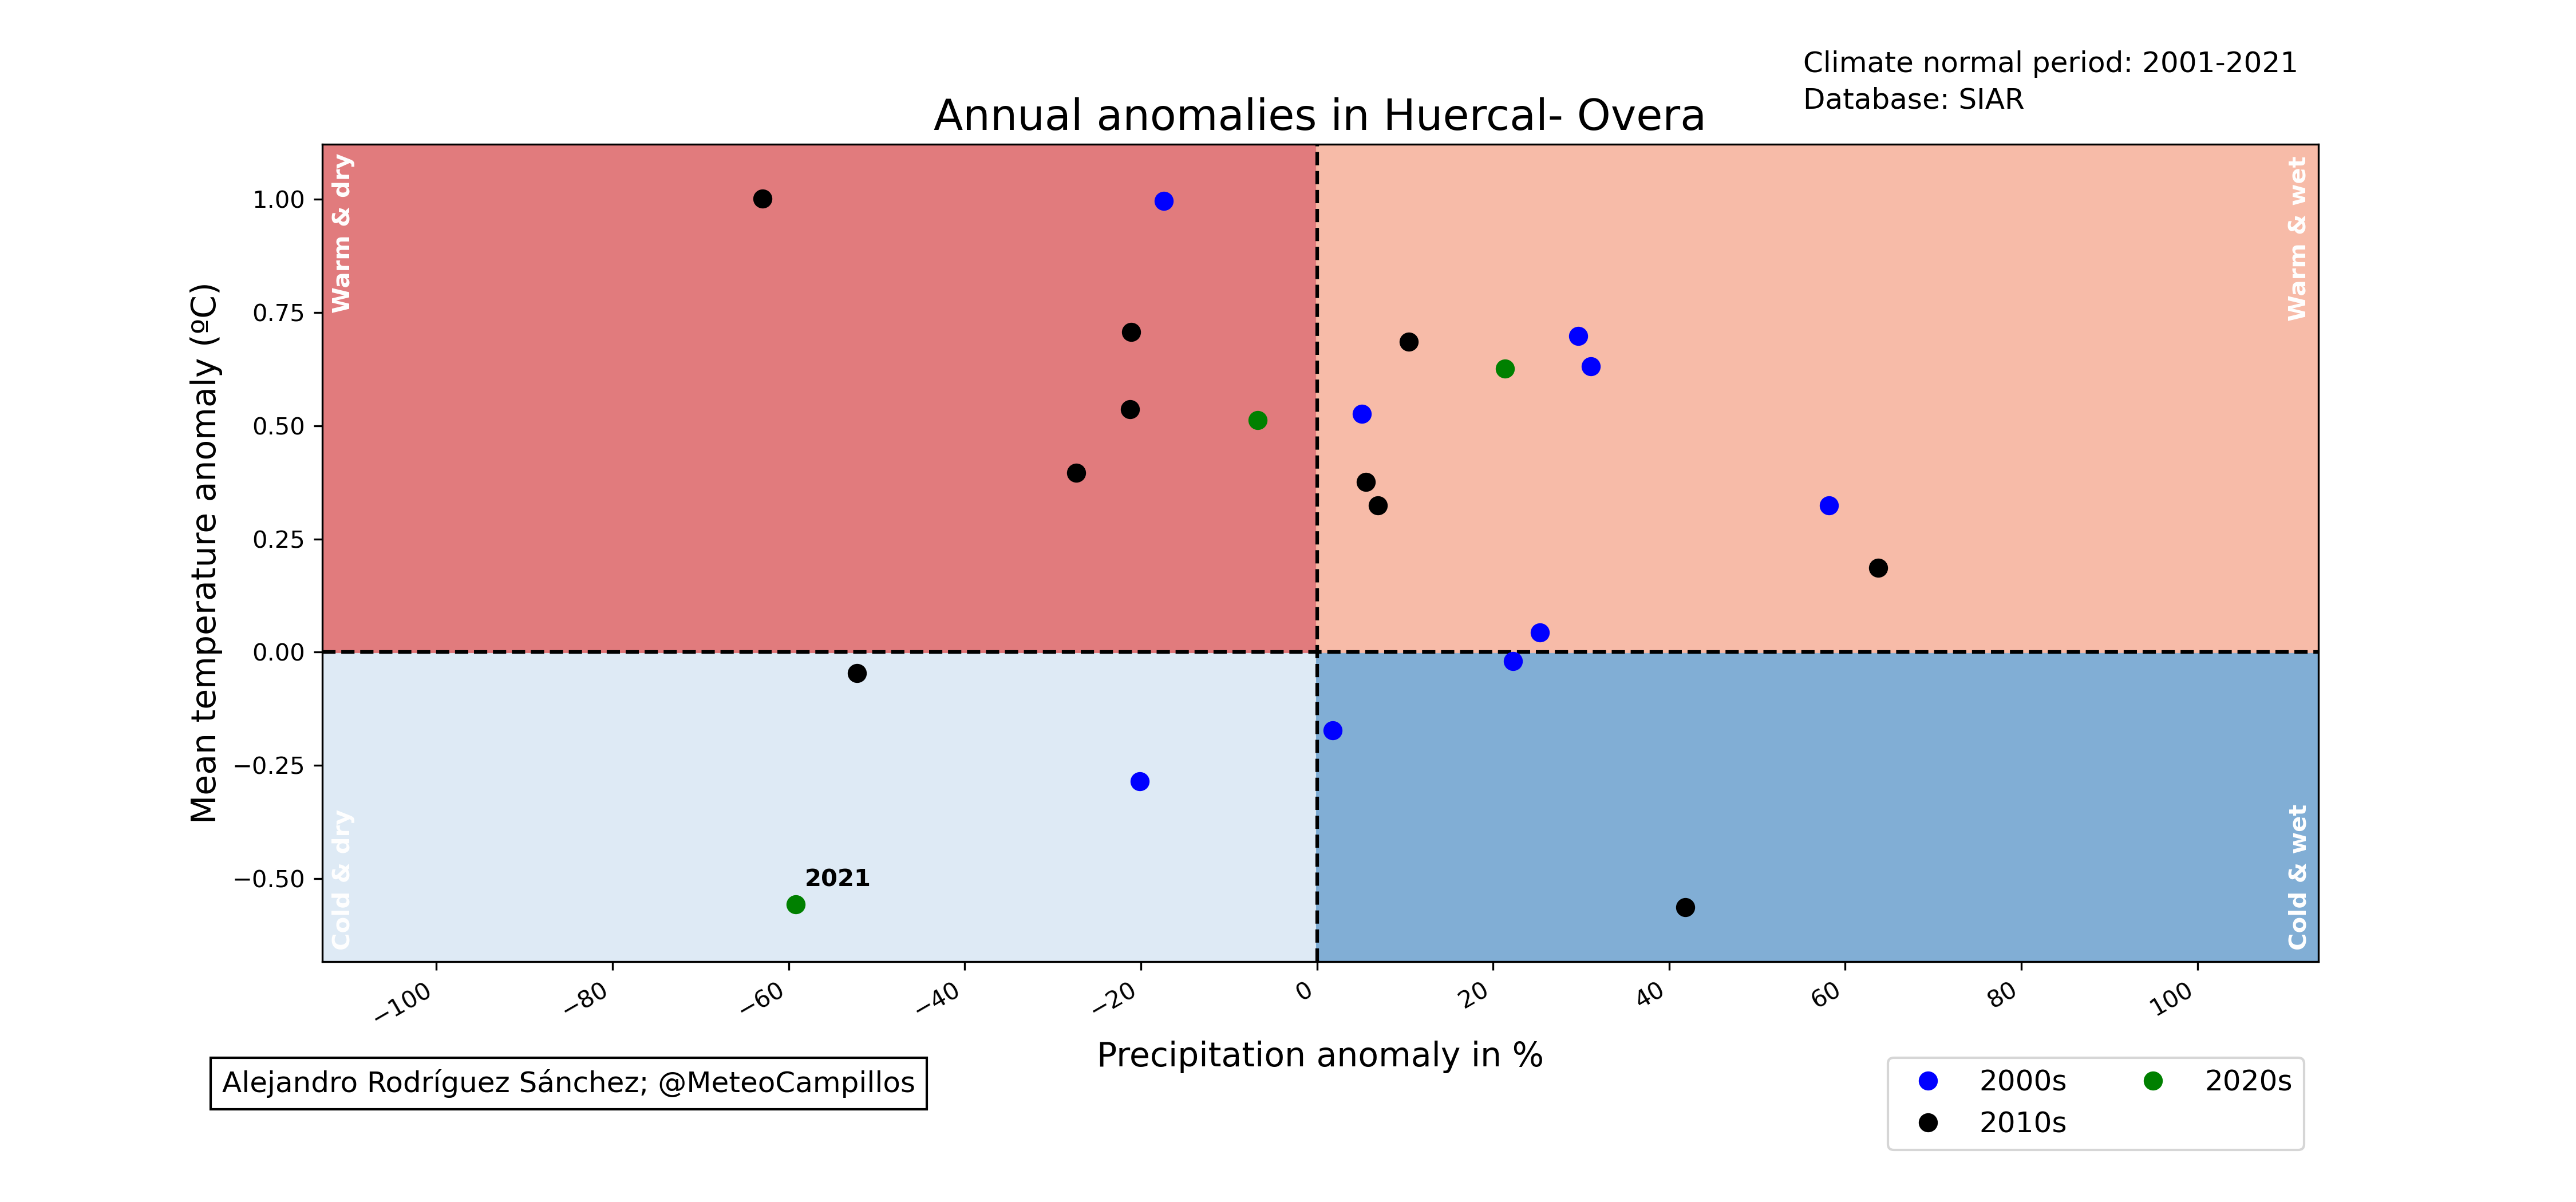 Climate normal period: 2001-2021
Database: SIAR
Annual anomalies in Huercal- Overa
Warm & dry
Warm & wet
Mean temperature anomaly (ºC)
1.00
0.75
0.50
0.25
0.00
−0.25
−0.50
2021
Cold & dry
Cold & wet
−100
−80
−60
−40
−20
0
20
40
60
80
100
Precipitation anomaly in %
Alejandro Rodríguez Sánchez; @MeteoCampillos
2000s
2010s
2020s